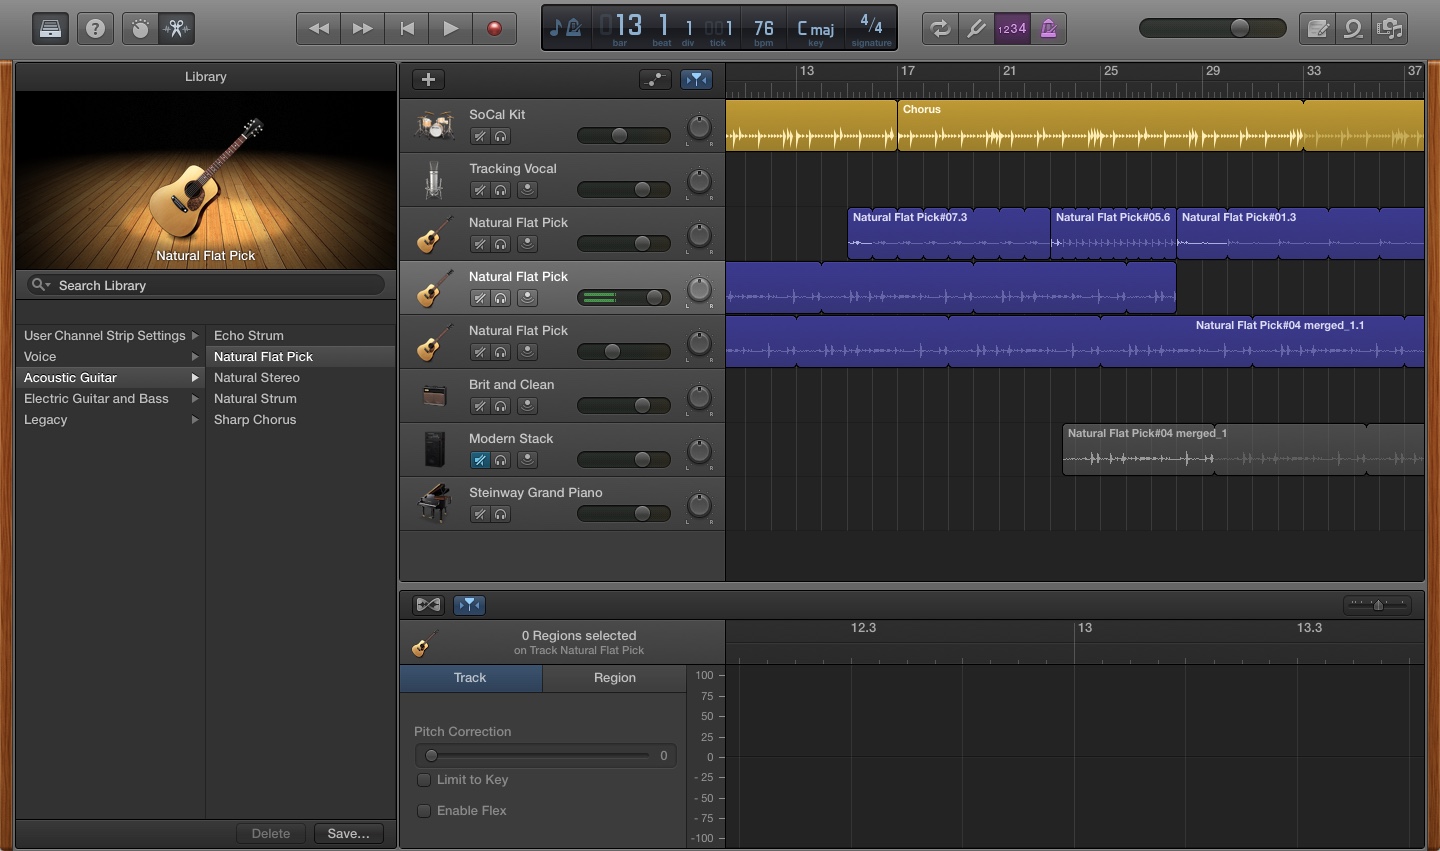 ?
013 1 1 001 76 C maj 4/4
bar beat div tick bpm key signature
1234
Library
Natural Flat Pick
Search Library
User Channel Strip Settings
Voice
Acoustic Guitar
Electric Guitar and Bass
Legacy
Echo Strum
Natural Flat Pick
Natural Stereo
Natural Strum
Sharp Chorus
Delete
Save...
13 17 21 25 29 33 37
SoCal Kit
L R
Chorus
Tracking Vocal
L R
Natural Flat Pick
L R
Natural Flat Pick#07.3
Natural Flat Pick#05.6
Natural Flat Pick#01.3
Natural Flat Pick
L R
Natural Flat Pick
L R
Natural Flat Pick#04 merged_1.1
Brit and Clean
L R
Modern Stack
L R
Natural Flat Pick#04 merged_1
Steinway Grand Piano
L R
0 Regions selected
on Track Natural Flat Pick
12.3 13 13.3
Track
Region
Pitch Correction
0
Limit to Key
Enable Flex
100
75
50
25
0
- 25
- 50
- 75
-100